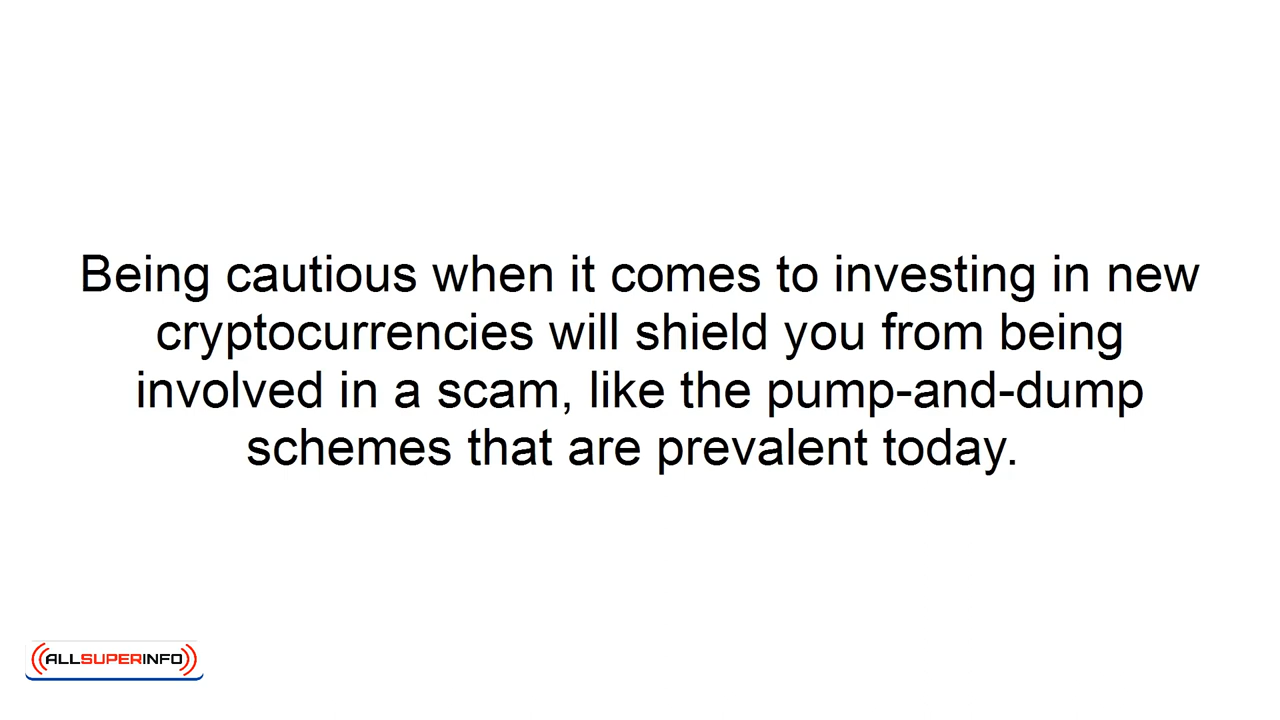 Being cautious when it comes to investing in new
cryptocurrencies will shield you from being
involved in a scam, like the pump-and-dump
schemes that are prevalent today.
ALLSUPERINFO